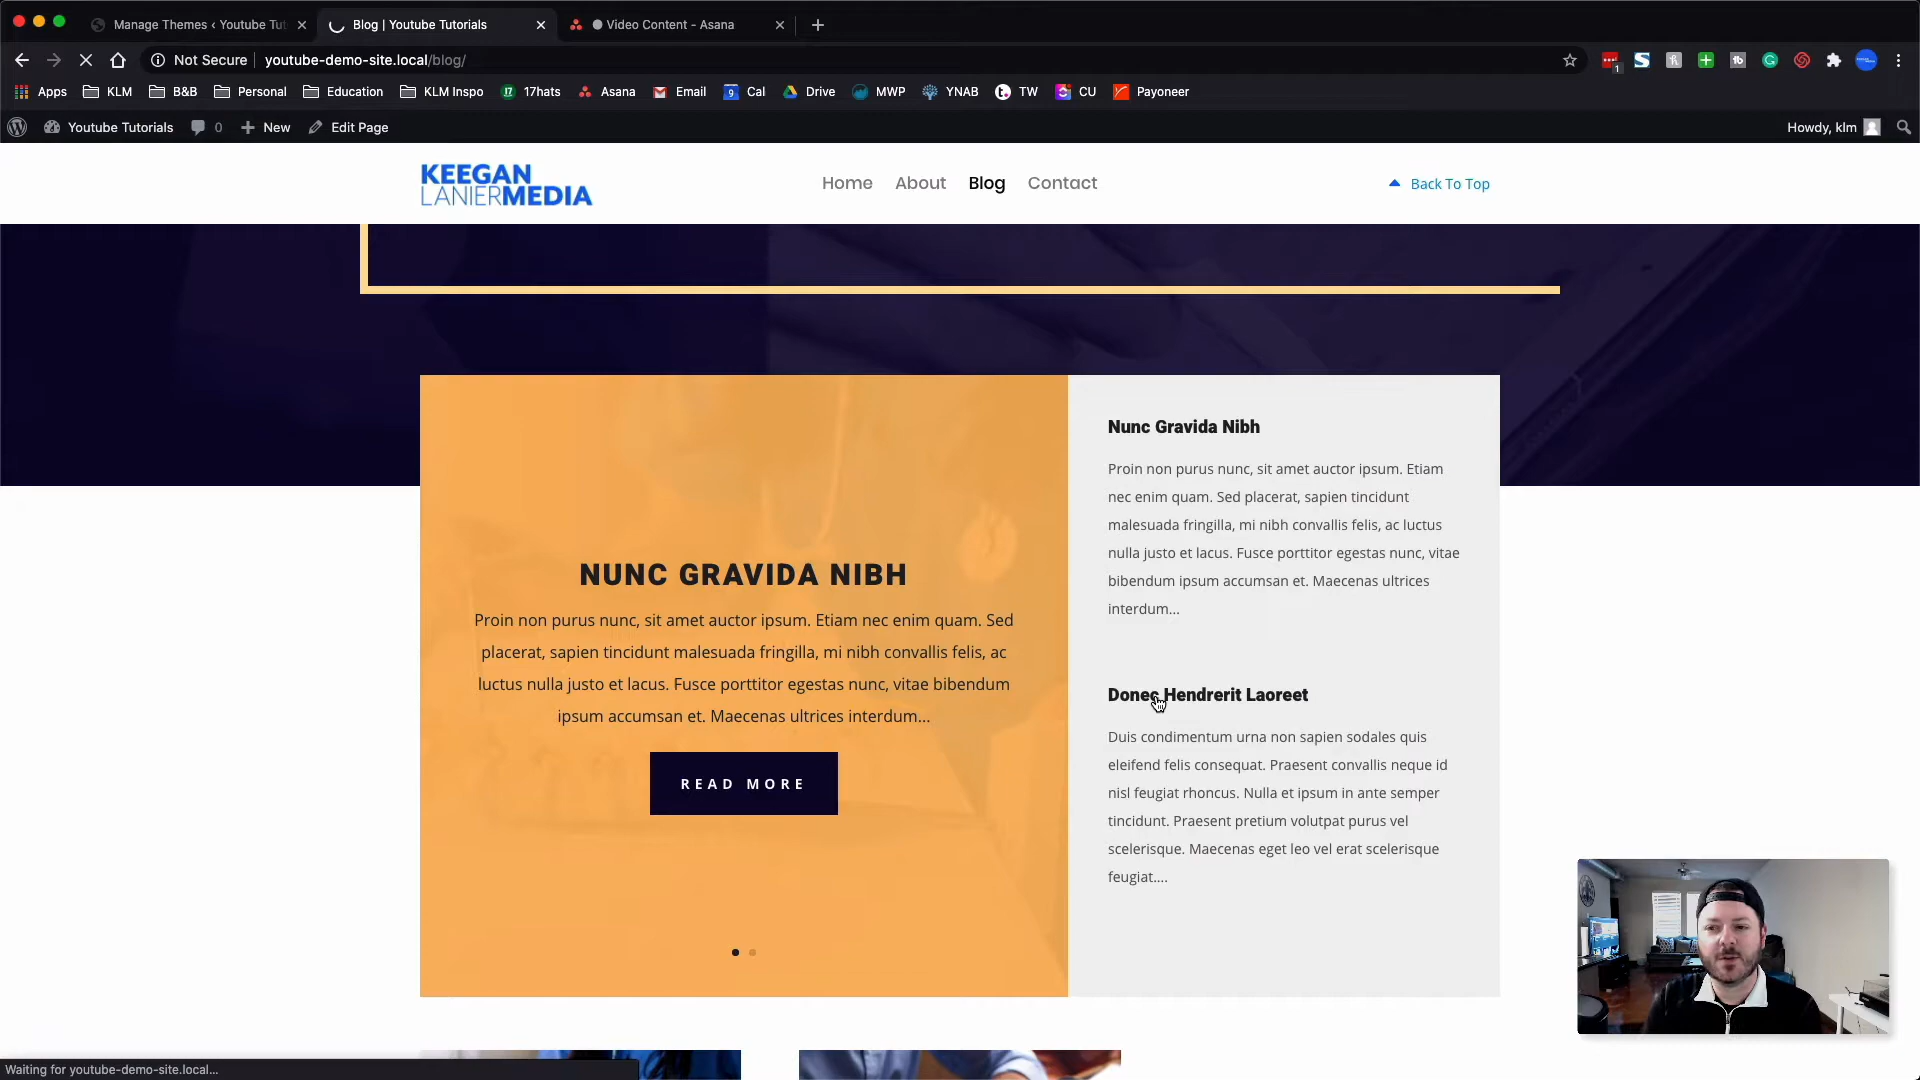 Manage Themes ‹ Youtube Tut
Blog | Youtube Tutorials
Video Content - Asana
Not Secure
youtube-demo-site.local/blog/
1
Apps
KLM
B&B
Personal
Education
KLM Inspo
17hats
Asana
Email
Cal
Drive
MWP
YNAB
TW
CU
Payoneer
Youtube Tutorials
0
New
Edit Page
Howdy, klm
KEEGAN
LANIERMEDIA
Home
About
Blog
Contact
Back To Top
NUNC GRAVIDA NIBH
Proin non purus nunc, sit amet auctor ipsum. Etiam nec enim quam. Sed
placerat, sapien tincidunt malesuada fringilla, mi nibh convallis felis, ac
luctus nulla justo et lacus. Fusce porttitor egestas nunc, vitae bibendum
ipsum accumsan et. Maecenas ultrices interdum...
READ MORE
Nunc Gravida Nibh
Proin non purus nunc, sit amet auctor ipsum. Etiam
nec enim quam. Sed placerat, sapien tincidunt
malesuada fringilla, mi nibh convallis felis, ac luctus
nulla justo et lacus. Fusce porttitor egestas nunc, vitae
bibendum ipsum accumsan et. Maecenas ultrices
interdum...
Donec Hendrerit Laoreet
Duis condimentum urna non sapien sodales quis
eleifend felis consequat. Praesent convallis neque id
nisl feugiat rhoncus. Nulla et ipsum in ante semper
tincidunt. Praesent pretium volutpat purus vel
scelerisque. Maecenas eget leo vel erat scelerisque
feugiat....
Waiting for youtube-demo-site.local...